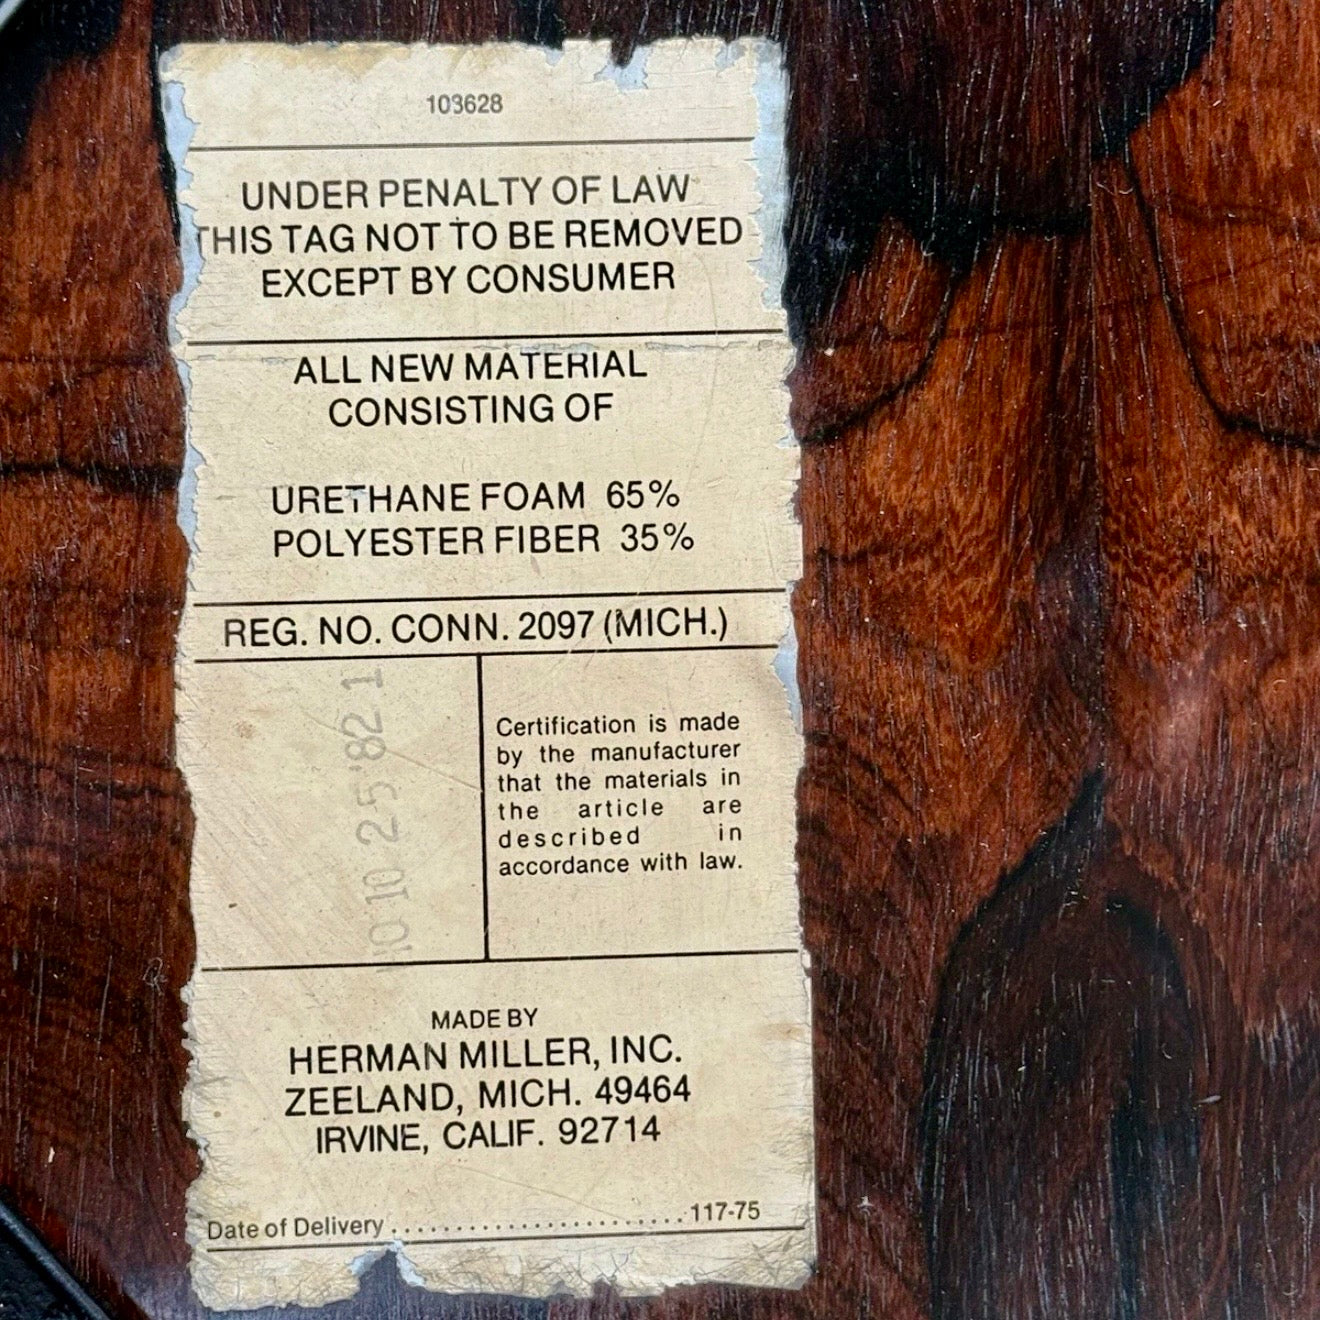 103628
UNDER PENALTY OF LAW
THIS TAG NOT TO BE REMOVED
EXCEPT BY CONSUMER
ALL NEW MATERIAL
CONSISTING OF
URETHANE FOAM 65%
POLYESTER FIBER 35%
REG. NO. CONN. 2097 (MICH.)
10 25 '82 1
Certification is made
by the manufacturer
that the materials in
the article are
described in
accordance with law.
MADE BY
HERMAN MILLER, INC.
ZEELAND, MICH. 49464
IRVINE, CALIF. 92714
Date of Delivery ........................ 117-75